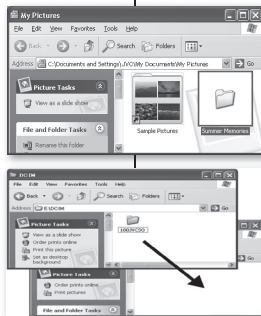 My Pictures
File Edit View Favorites Tools Help
Back Search Folders
Address C:\Documents and Settings\JVC\My Documents\My Pictures Go
Picture Tasks
View as a slide show
File and Folder Tasks
Rename this folder
Sample Pictures
Summer Memories
DCIM
File Edit View Favorites Tools Help
Back Search Folders
Address E:\DCIM Go
Picture Tasks
View as a slide show
Order prints online
Print this picture
Set as desktop
background
100JVCSO
Picture Tasks
Order prints online
Print pictures
File and Folder Tasks